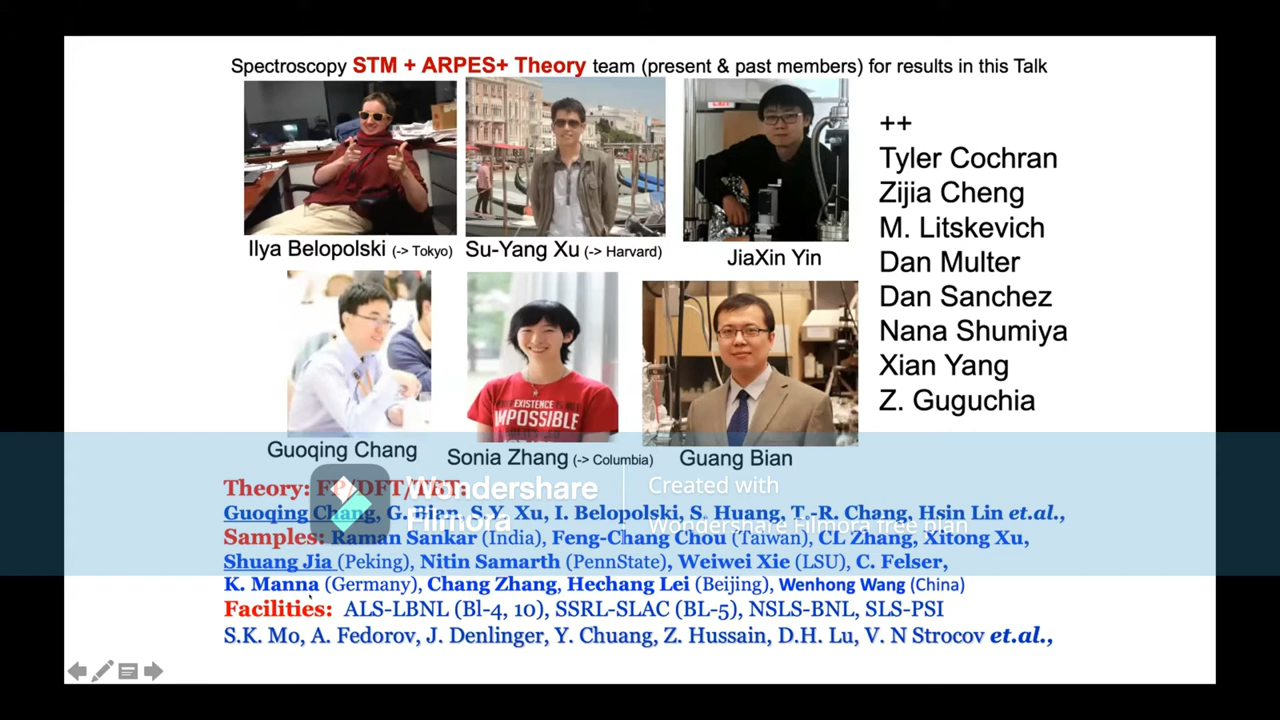 Spectroscopy STM + ARPES+ Theory team (present & past members) for results in this Talk
Ilya Belopolski (-> Tokyo)
Su-Yang Xu (-> Harvard)
JiaXin Yin
++
Tyler Cochran
Zijia Cheng
M. Litskevich
Dan Multer
Dan Sanchez
Nana Shumiya
Xian Yang
Z. Guguchia
EXISTENCE
IMPOSSIBLE
Guoqing Chang
Sonia Zhang (-> Columbia)
Guang Bian
Theory: FP/DFT/TBT:
Guoqing Chang, G. Bian, S.Y. Xu, I. Belopolski, S. Huang, T.-R. Chang, Hsin Lin et.al.,
Samples: Raman Sankar (India), Feng-Chang Chou (Taiwan), CL Zhang, Xitong Xu,
Shuang Jia (Peking), Nitin Samarth (PennState), Weiwei Xie (LSU), C. Felser,
K. Manna (Germany), Chang Zhang, Hechang Lei (Beijing), Wenhong Wang (China)
Facilities: ALS-LBNL (Bl-4, 10), SSRL-SLAC (BL-5), NSLS-BNL, SLS-PSI
S.K. Mo, A. Fedorov, J. Denlinger, Y. Chuang, Z. Hussain, D.H. Lu, V. N Strocov et.al.,
Wondershare
Filmora
Created with
Wondershare Filmora free plan